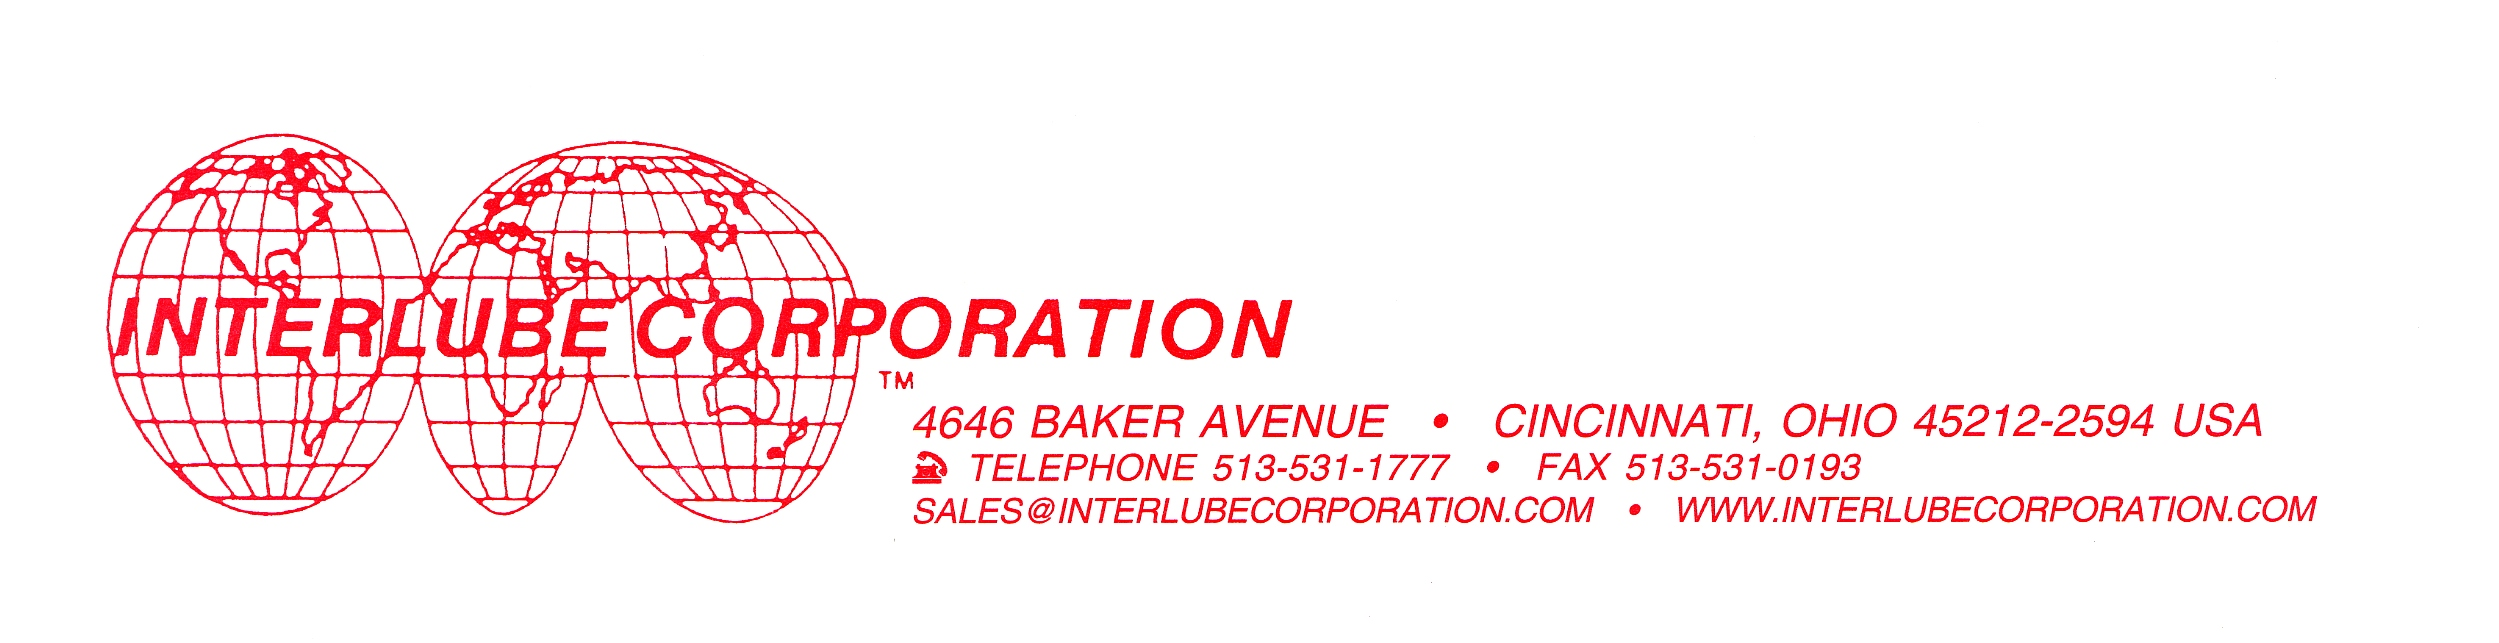 INTERLUBE CORPORATION
TM
4646 BAKER AVENUE • CINCINNATI, OHIO 45212-2594 USA
TELEPHONE 513-531-1777 • FAX 513-531-0193
SALES@INTERLUBECORPORATION.COM • WWW.INTERLUBECORPORATION.COM